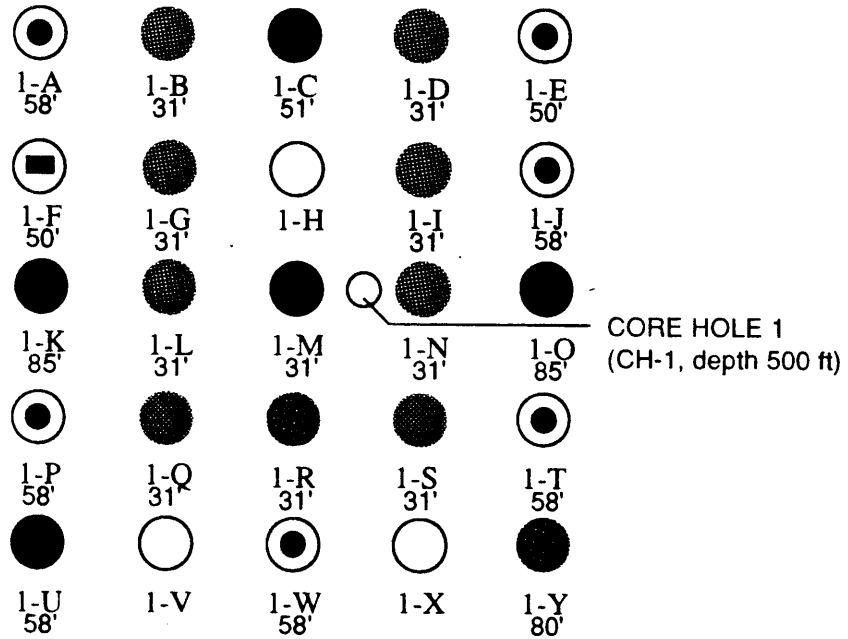 1-A 1-B 1-C 1-D 1-E
58' 31' 51' 31' 50'
1-F 1-G 1-H 1-I 1-J
50' 31' 31' 58'
CORE HOLE 1
(CH-1, depth 500 ft)
1-K 1-L 1-M 1-N 1-O
85' 31' 31' 31' 85'
1-P 1-Q 1-R 1-S 1-T
58' 31' 31' 31' 58'
1-U 1-V 1-W 1-X 1-Y
58' 58' 80'